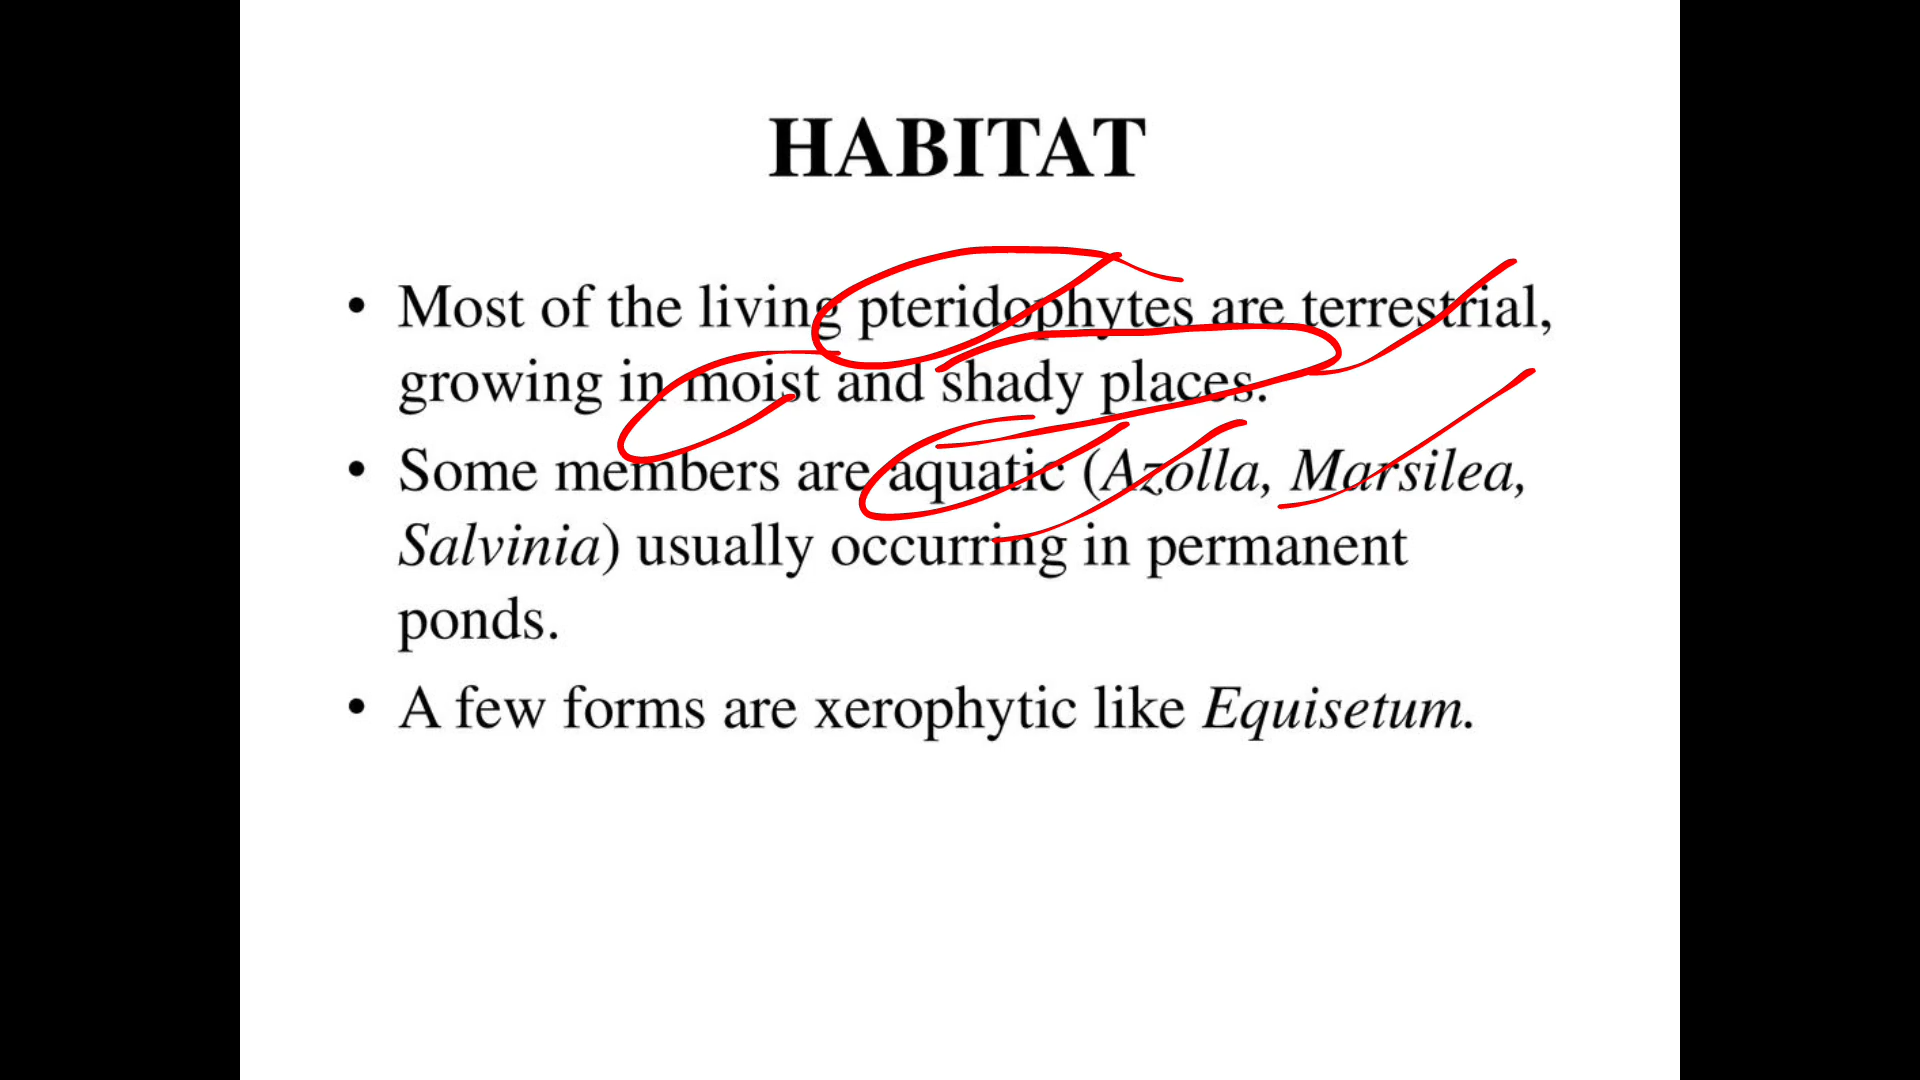 HABITAT
• Most of the living pteridophytes are terrestrial,
growing in moist and shady places.
• Some members are aquatic (Azolla, Marsilea,
Salvinia) usually occurring in permanent
ponds.
• A few forms are xerophytic like Equisetum.